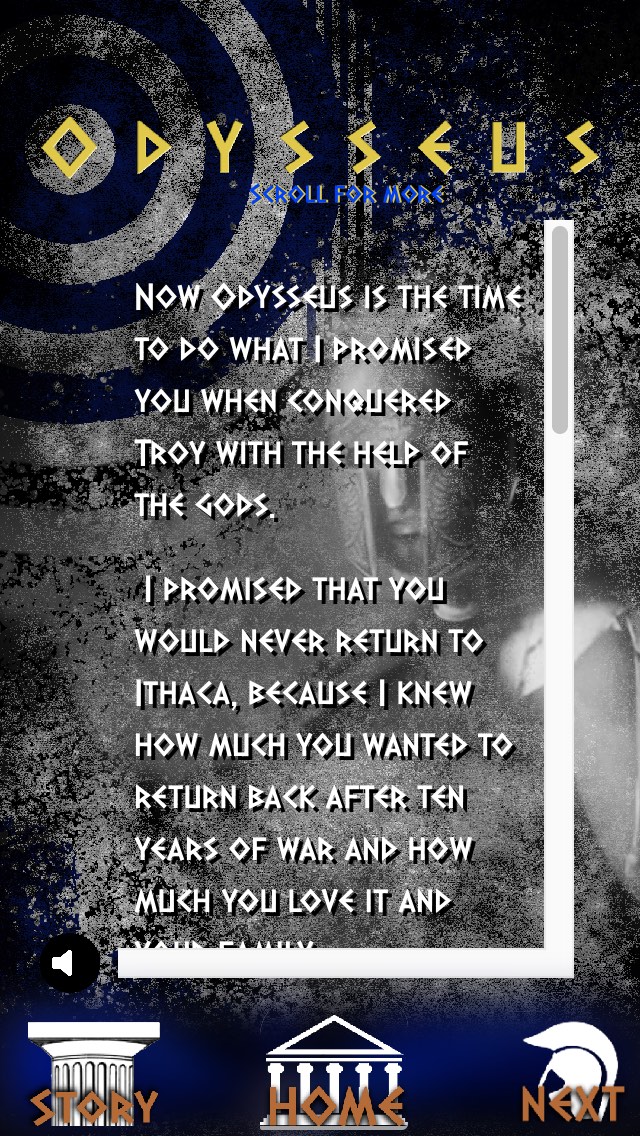 Odysseus
Scroll for more
Now Odysseus is the time
to do what I promised
you when conquered
Troy with the help of
the gods.
I promised that you
would never return to
Ithaca, because I knew
how much you wanted to
return back after ten
years of war and how
much you love it and
your family
Story
Home
Next